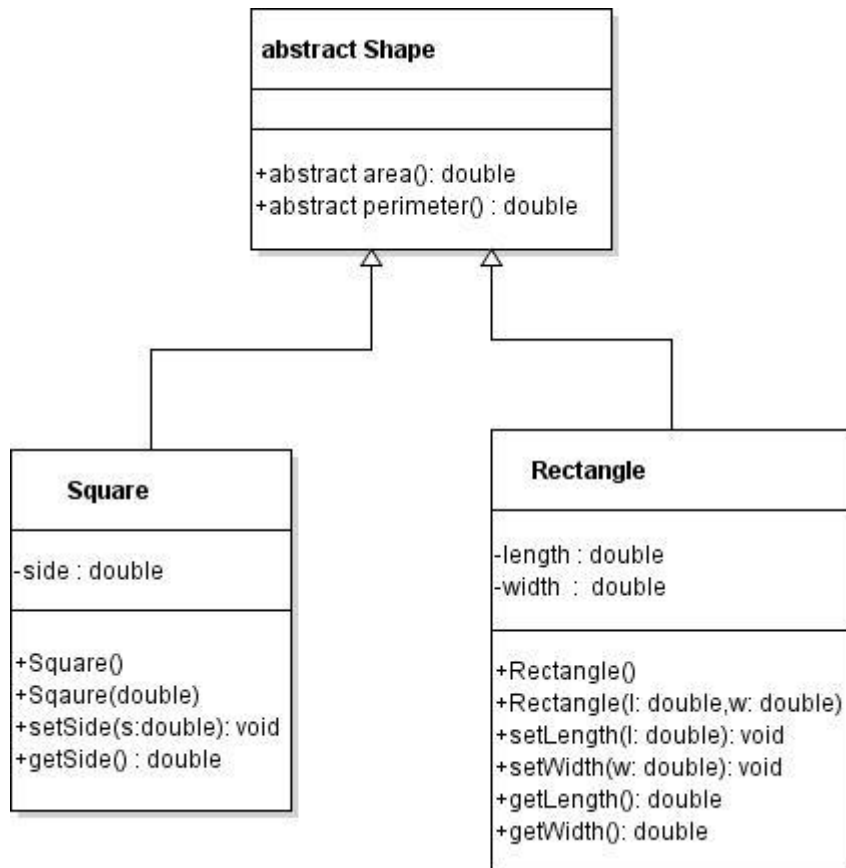 abstract Shape
+abstract area(): double
+abstract perimeter() : double
Square
-side : double
+Square()
+Sqaure(double)
+setSide(s:double): void
+getSide() : double
Rectangle
-length : double
-width : double
+Rectangle()
+Rectangle(l: double,w: double)
+setLength(l: double): void
+setWidth(w: double): void
+getLength(): double
+getWidth(): double